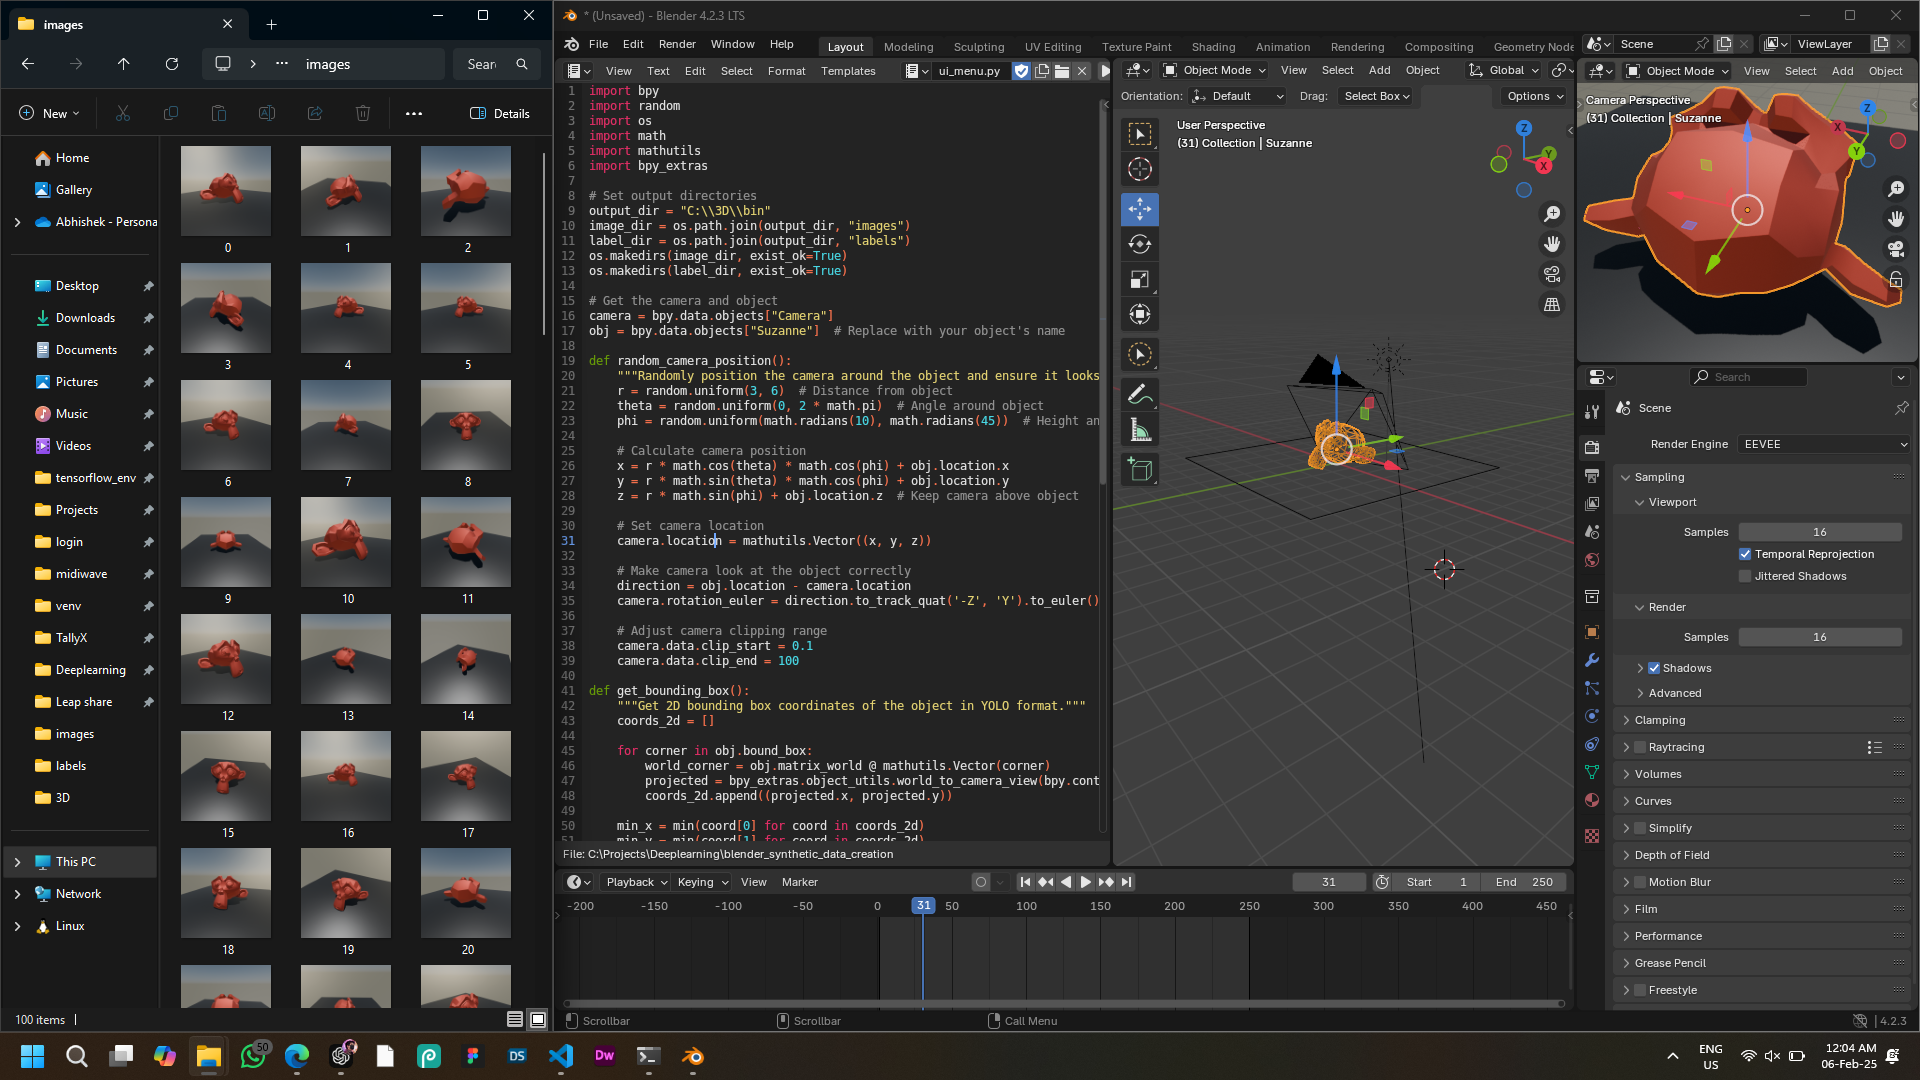 images
images
Sear
New
Details
Home
Gallery
Abhishek - Persona
Desktop
Downloads
Documents
Pictures
Music
Videos
tensorflow_env
Projects
login
midiwave
venv
TallyX
Deeplearning
Leap share
images
labels
3D
This PC
Network
Linux
0 1 2
3 4 5
6 7 8
9 10 11
12 13 14
15 16 17
18 19 20
100 items
* (Unsaved) - Blender 4.2.3 LTS
File Edit Render Window Help
Layout Modeling Sculpting UV Editing Texture Paint Shading Animation Rendering Compositing Geometry Node
Scene
ViewLayer
View Text Edit Select Format Templates
ui_menu.py
1 import bpy
2 import random
3 import os
4 import math
5 import mathutils
6 import bpy_extras
7
8 # Set output directories
9 output_dir = "C:\\3D\\bin"
10 image_dir = os.path.join(output_dir, "images")
11 label_dir = os.path.join(output_dir, "labels")
12 os.makedirs(image_dir, exist_ok=True)
13 os.makedirs(label_dir, exist_ok=True)
14
15 # Get the camera and object
16 camera = bpy.data.objects["Camera"]
17 obj = bpy.data.objects["Suzanne"]  # Replace with your object's name
18
19 def random_camera_position():
20     """Randomly position the camera around the object and ensure it looks
21     r = random.uniform(3, 6)  # Distance from object
22     theta = random.uniform(0, 2 * math.pi)  # Angle around object
23     phi = random.uniform(math.radians(10), math.radians(45))  # Height an
24
25     # Calculate camera position
26     x = r * math.cos(theta) * math.cos(phi) + obj.location.x
27     y = r * math.sin(theta) * math.cos(phi) + obj.location.y
28     z = r * math.sin(phi) + obj.location.z  # Keep camera above object
29
30     # Set camera location
31     camera.location = mathutils.Vector((x, y, z))
32
33     # Make camera look at the object correctly
34     direction = obj.location - camera.location
35     camera.rotation_euler = direction.to_track_quat('-Z', 'Y').to_euler()
36
37     # Adjust camera clipping range
38     camera.data.clip_start = 0.1
39     camera.data.clip_end = 100
40
41 def get_bounding_box():
42     """Get 2D bounding box coordinates of the object in YOLO format."""
43     coords_2d = []
44
45     for corner in obj.bound_box:
46         world_corner = obj.matrix_world @ mathutils.Vector(corner)
47         projected = bpy_extras.object_utils.world_to_camera_view(bpy.cont
48         coords_2d.append((projected.x, projected.y))
49
50     min_x = min(coord[0] for coord in coords_2d)
51     min_y = min(coord[1] for coord in coords_2d)
File: C:\Projects\Deeplearning\blender_synthetic_data_creation
Object Mode View Select Add Object Global
Orientation: Default Drag: Select Box Options
User Perspective
(31) Collection | Suzanne
Z
Y
X
Object Mode View Select Add Object
Camera Perspective
(31) Collection | Suzanne
Z
X
Y
Search
Scene
Render Engine EEVEE
Sampling
Viewport
Samples 16
Temporal Reprojection
Jittered Shadows
Render
Samples 16
Shadows
Advanced
Clamping
Raytracing
Volumes
Curves
Simplify
Depth of Field
Motion Blur
Film
Performance
Grease Pencil
Freestyle
Playback Keying View Marker
31
Start 1 End 250
-200 -150 -100 -50 0 31 50 100 150 200 250 300 350 400 450
Scrollbar
Scrollbar
Call Menu
4.2.3
50
DS
Dw
ENG
US
12:04 AM
06-Feb-25